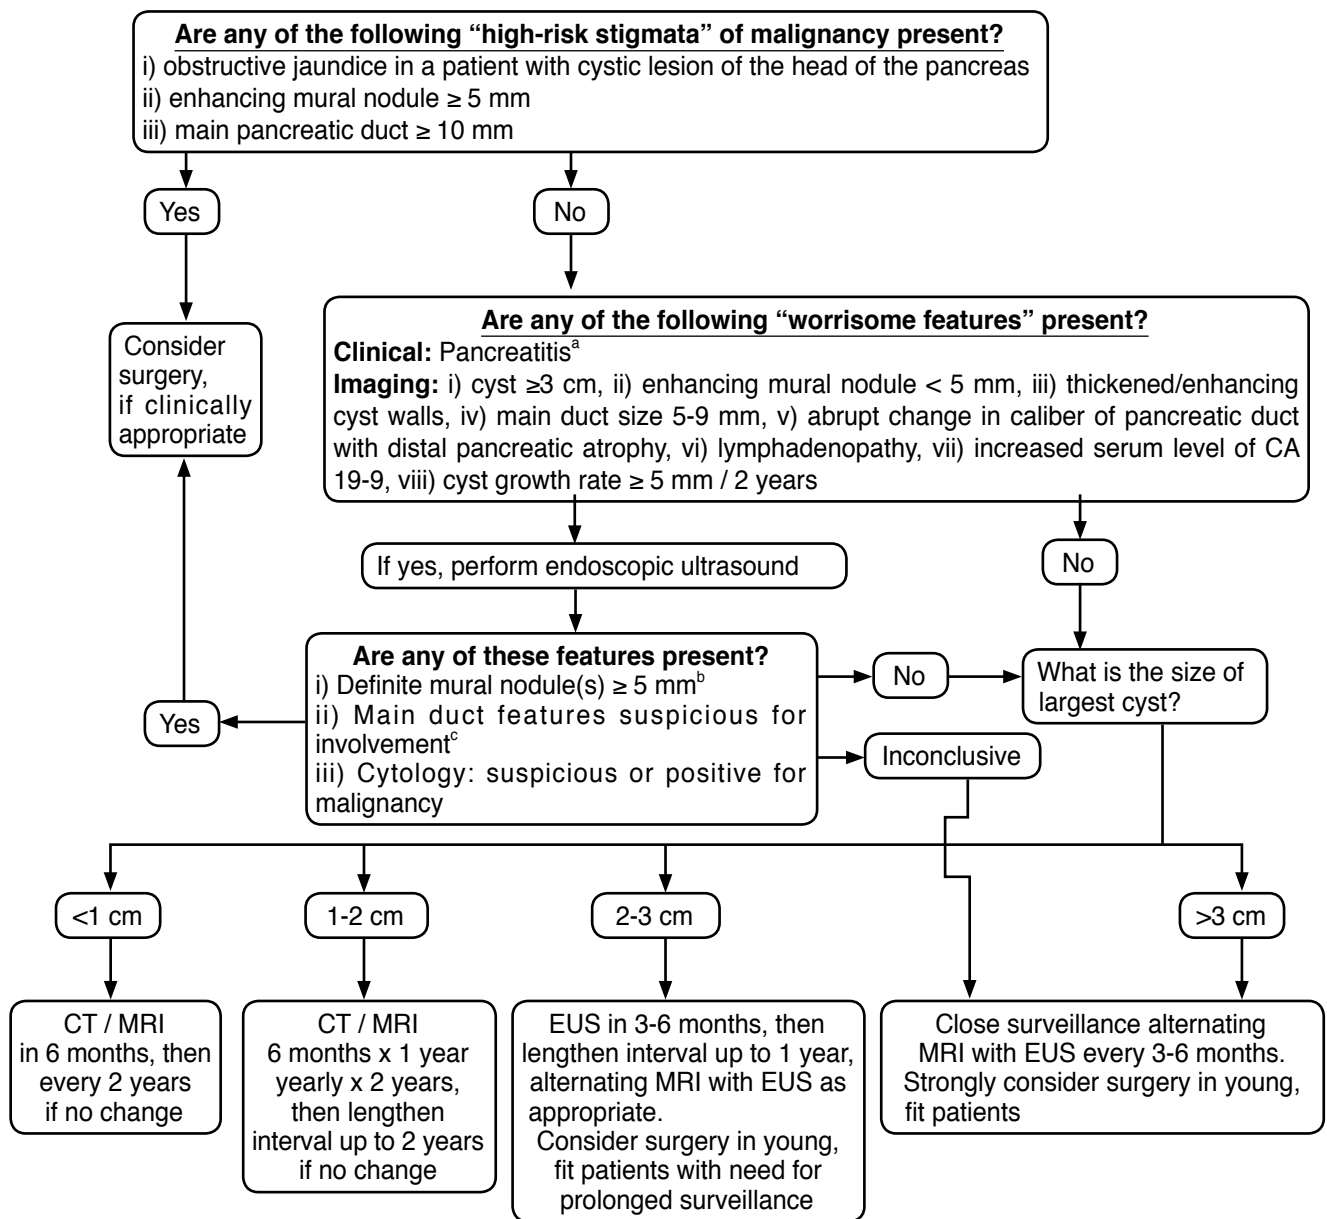 Are any of the following “high-risk stigmata” of malignancy present?
i) obstructive jaundice in a patient with cystic lesion of the head of the pancreas
ii) enhancing mural nodule ≥ 5 mm
iii) main pancreatic duct ≥ 10 mm
Yes
No
Consider
surgery,
if clinically
appropriate
Are any of the following “worrisome features” present?
Clinical: Pancreatitisa
Imaging: i) cyst ≥3 cm, ii) enhancing mural nodule < 5 mm, iii) thickened/enhancing
cyst walls, iv) main duct size 5-9 mm, v) abrupt change in caliber of pancreatic duct
with distal pancreatic atrophy, vi) lymphadenopathy, vii) increased serum level of CA
19-9, viii) cyst growth rate ≥ 5 mm / 2 years
If yes, perform endoscopic ultrasound
No
Are any of these features present?
i) Definite mural nodule(s) ≥ 5 mmb
ii) Main duct features suspicious for
involvementc
iii) Cytology: suspicious or positive for
malignancy
Yes
No
Inconclusive
What is the size of
largest cyst?
<1 cm
1-2 cm
2-3 cm
>3 cm
CT / MRI
in 6 months, then
every 2 years
if no change
CT / MRI
6 months x 1 year
yearly x 2 years,
then lengthen
interval up to 2 years
if no change
EUS in 3-6 months, then
lengthen interval up to 1 year,
alternating MRI with EUS as
appropriate.
Consider surgery in young,
fit patients with need for
prolonged surveillance
Close surveillance alternating
MRI with EUS every 3-6 months.
Strongly consider surgery in young,
fit patients